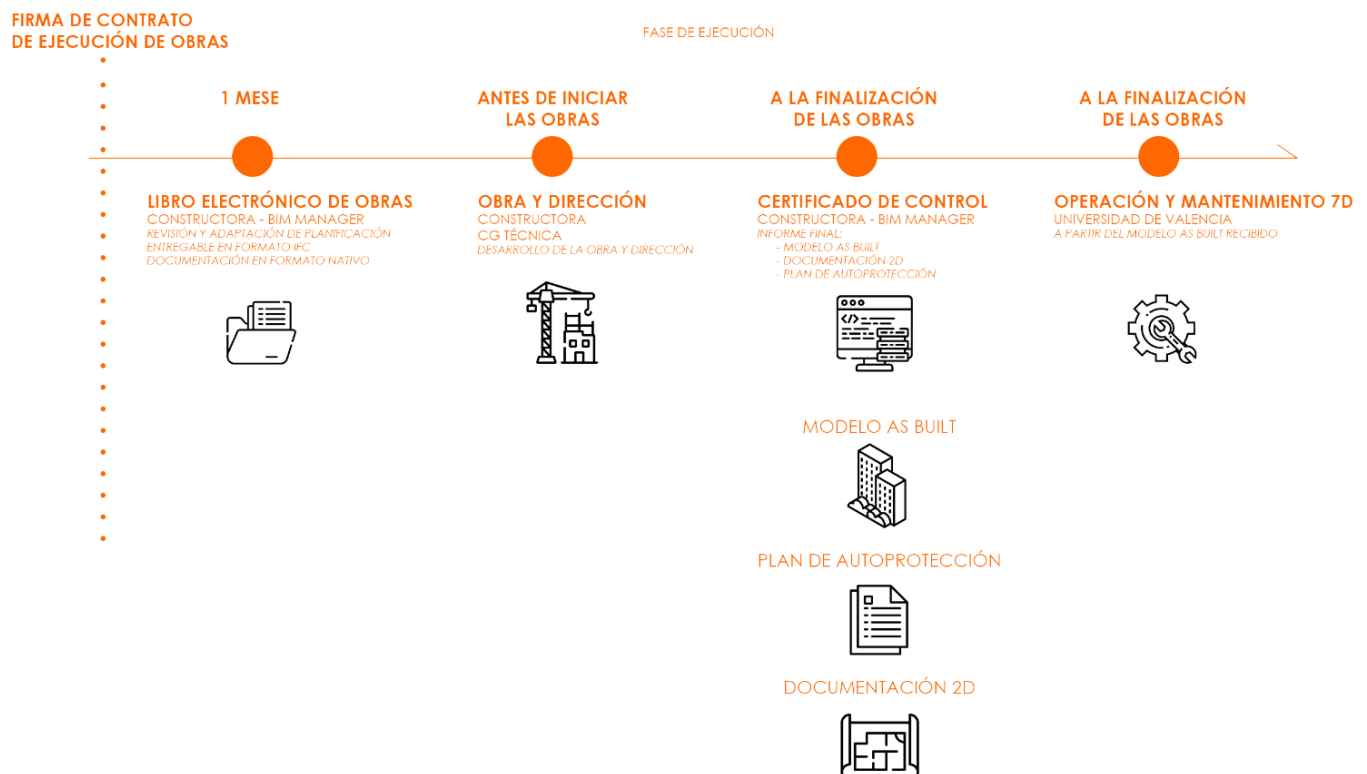 FIRMA DE CONTRATO
DE EJECUCIÓN DE OBRAS
FASE DE EJECUCIÓN
1 MESE
LIBRO ELECTRÓNICO DE OBRAS
CONSTRUCTORA - BIM MANAGER
REVISIÓN Y ADAPTACIÓN DE PLANIFICACIÓN
ENTREGABLE EN FORMATO IFC
DOCUMENTACIÓN EN FORMATO NATIVO
ANTES DE INICIAR
LAS OBRAS
OBRA Y DIRECCIÓN
CONSTRUCTORA
CG TÉCNICA
DESARROLLO DE LA OBRA Y DIRECCIÓN
A LA FINALIZACIÓN
DE LAS OBRAS
CERTIFICADO DE CONTROL
CONSTRUCTORA - BIM MANAGER
INFORME FINAL:
- MODELO AS BUILT
- DOCUMENTACIÓN 2D
- PLAN DE AUTOPROTECCIÓN
</>
MODELO AS BUILT
PLAN DE AUTOPROTECCIÓN
DOCUMENTACIÓN 2D
A LA FINALIZACIÓN
DE LAS OBRAS
OPERACIÓN Y MANTENIMIENTO 7D
UNIVERSIDAD DE VALENCIA
A PARTIR DEL MODELO AS BUILT RECIBIDO